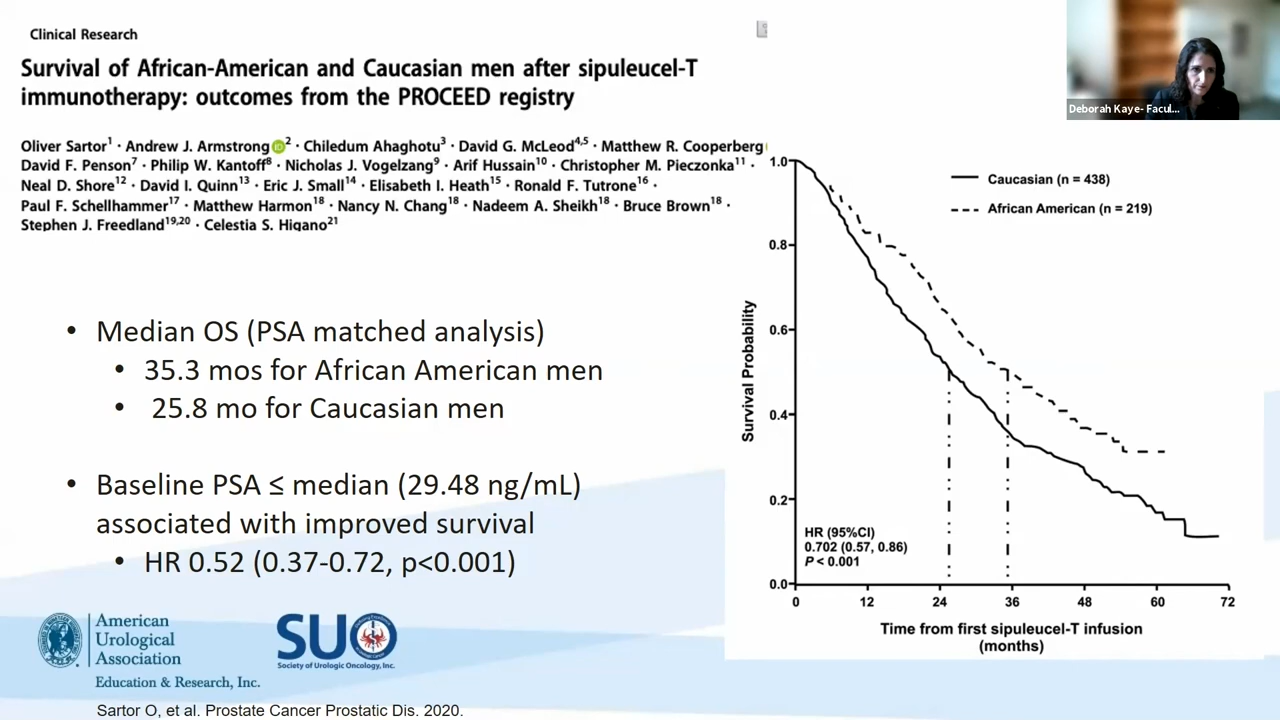 Clinical Research
Survival of African-American and Caucasian men after sipuleucel-T
immunotherapy: outcomes from the PROCEED registry
Oliver Sartor1 · Andrew J. Armstrong 2 · Chiledum Ahaghotu3 · David G. McLeod4,5 · Matthew R. Cooperberg
David F. Penson7 · Philip W. Kantoff8 · Nicholas J. Vogelzang9 · Arif Hussain10 · Christopher M. Pieczonka11 ·
Neal D. Shore12 · David I. Quinn13 · Eric J. Small14 · Elisabeth I. Heath15 · Ronald F. Tutrone16 ·
Paul F. Schellhammer17 · Matthew Harmon18 · Nancy N. Chang18 · Nadeem A. Sheikh18 · Bruce Brown18 ·
Stephen J. Freedland19,20 · Celestia S. Higano21
• Median OS (PSA matched analysis)
• 35.3 mos for African American men
• 25.8 mo for Caucasian men
• Baseline PSA ≤ median (29.48 ng/mL)
associated with improved survival
• HR 0.52 (0.37-0.72, p<0.001)
American
Urological
Association
Education & Research, Inc.
SUO
Society of Urologic Oncology, Inc.
Sartor O, et al. Prostate Cancer Prostatic Dis. 2020.
Deborah Kaye- Facul...
Caucasian (n = 438)
African American (n = 219)
Survival Probability
1.0
0.8
0.6
0.4
0.2
0.0
HR (95%CI)
0.702 (0.57, 0.86)
P < 0.001
0 12 24 36 48 60 72
Time from first sipuleucel-T infusion
(months)